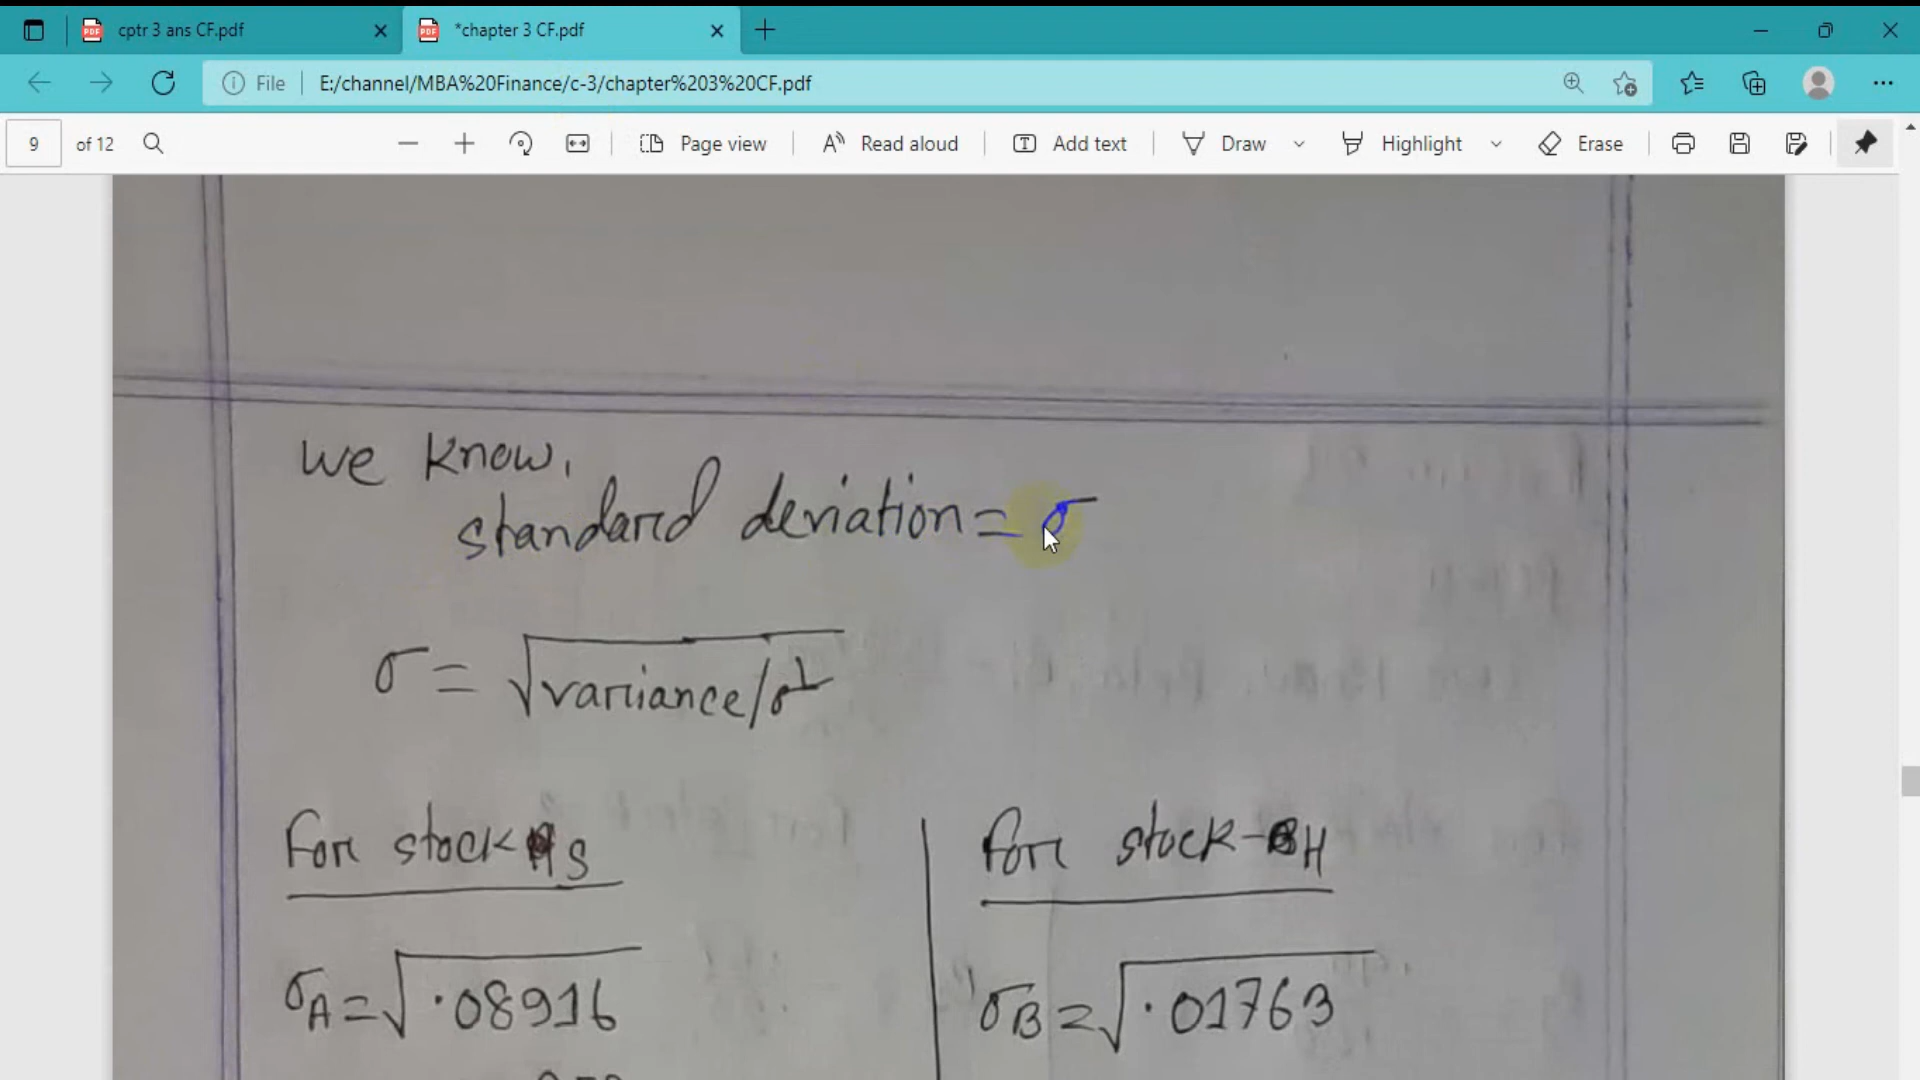 cptr 3 ans CF.pdf
*chapter 3 CF.pdf
File
E:/channel/MBA%20Finance/c-3/chapter%203%20CF.pdf
9 of 12
Page view
Read aloud
Add text
Draw
Highlight
Erase
We know,
standard deviation = σ
σ = √variance/σ²
For stock S
For stock - H
σA = √.08916
σB = √.01763